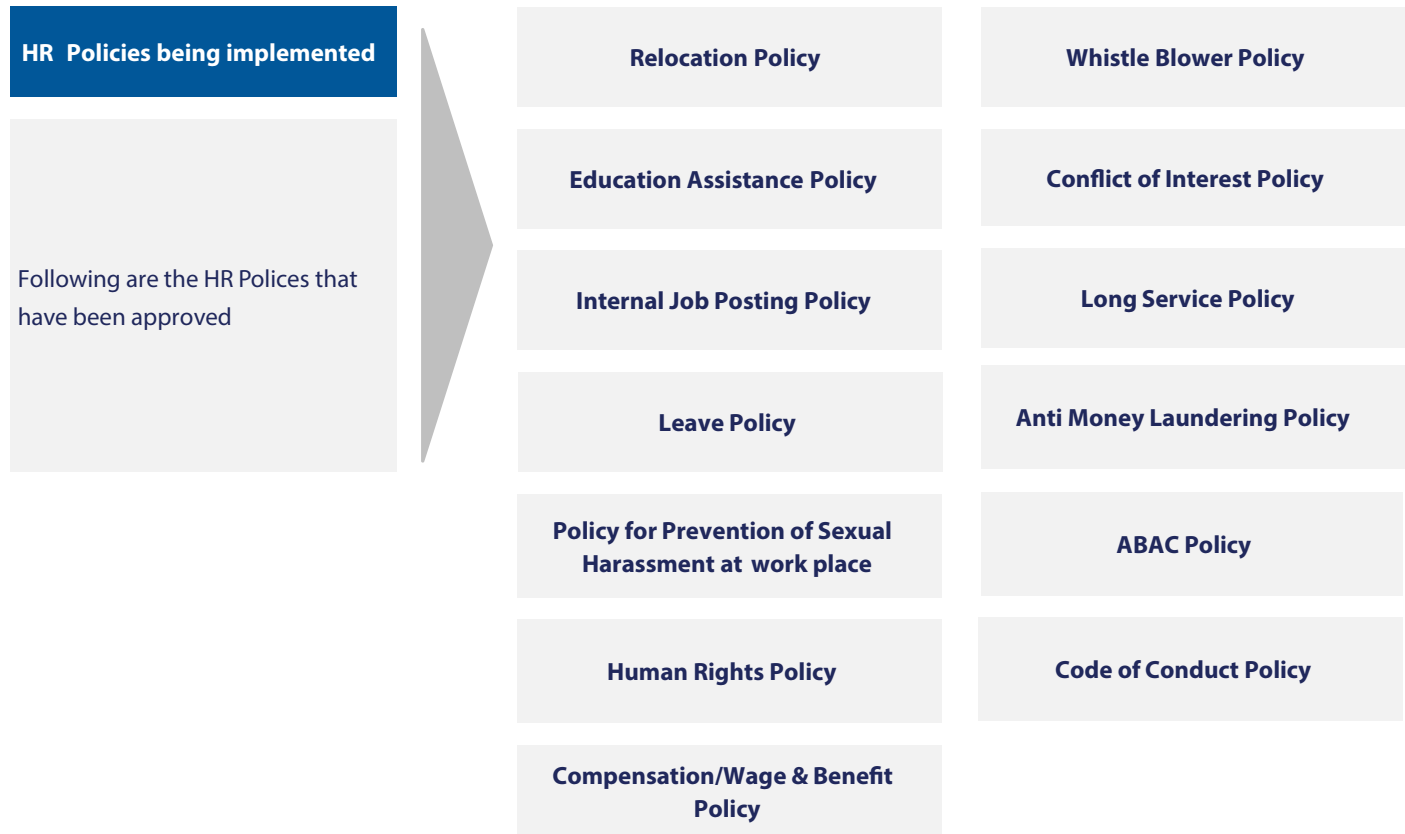 HR Policies being implemented
Following are the HR Polices that
have been approved
Relocation Policy
Education Assistance Policy
Internal Job Posting Policy
Leave Policy
Policy for Prevention of Sexual
Harassment at work place
Human Rights Policy
Compensation/Wage & Benefit
Policy
Whistle Blower Policy
Conflict of Interest Policy
Long Service Policy
Anti Money Laundering Policy
ABAC Policy
Code of Conduct Policy